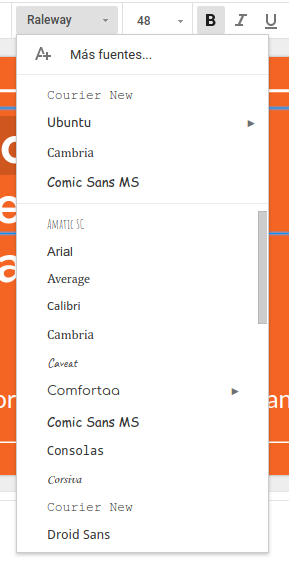 Raleway 48 B I U
Más fuentes...
Courier New
Ubuntu
Cambria
Comic Sans MS
AMATIC SC
Arial
Average
Calibri
Cambria
Caveat
Comfortaa
Comic Sans MS
Consolas
Corsiva
Courier New
Droid Sans